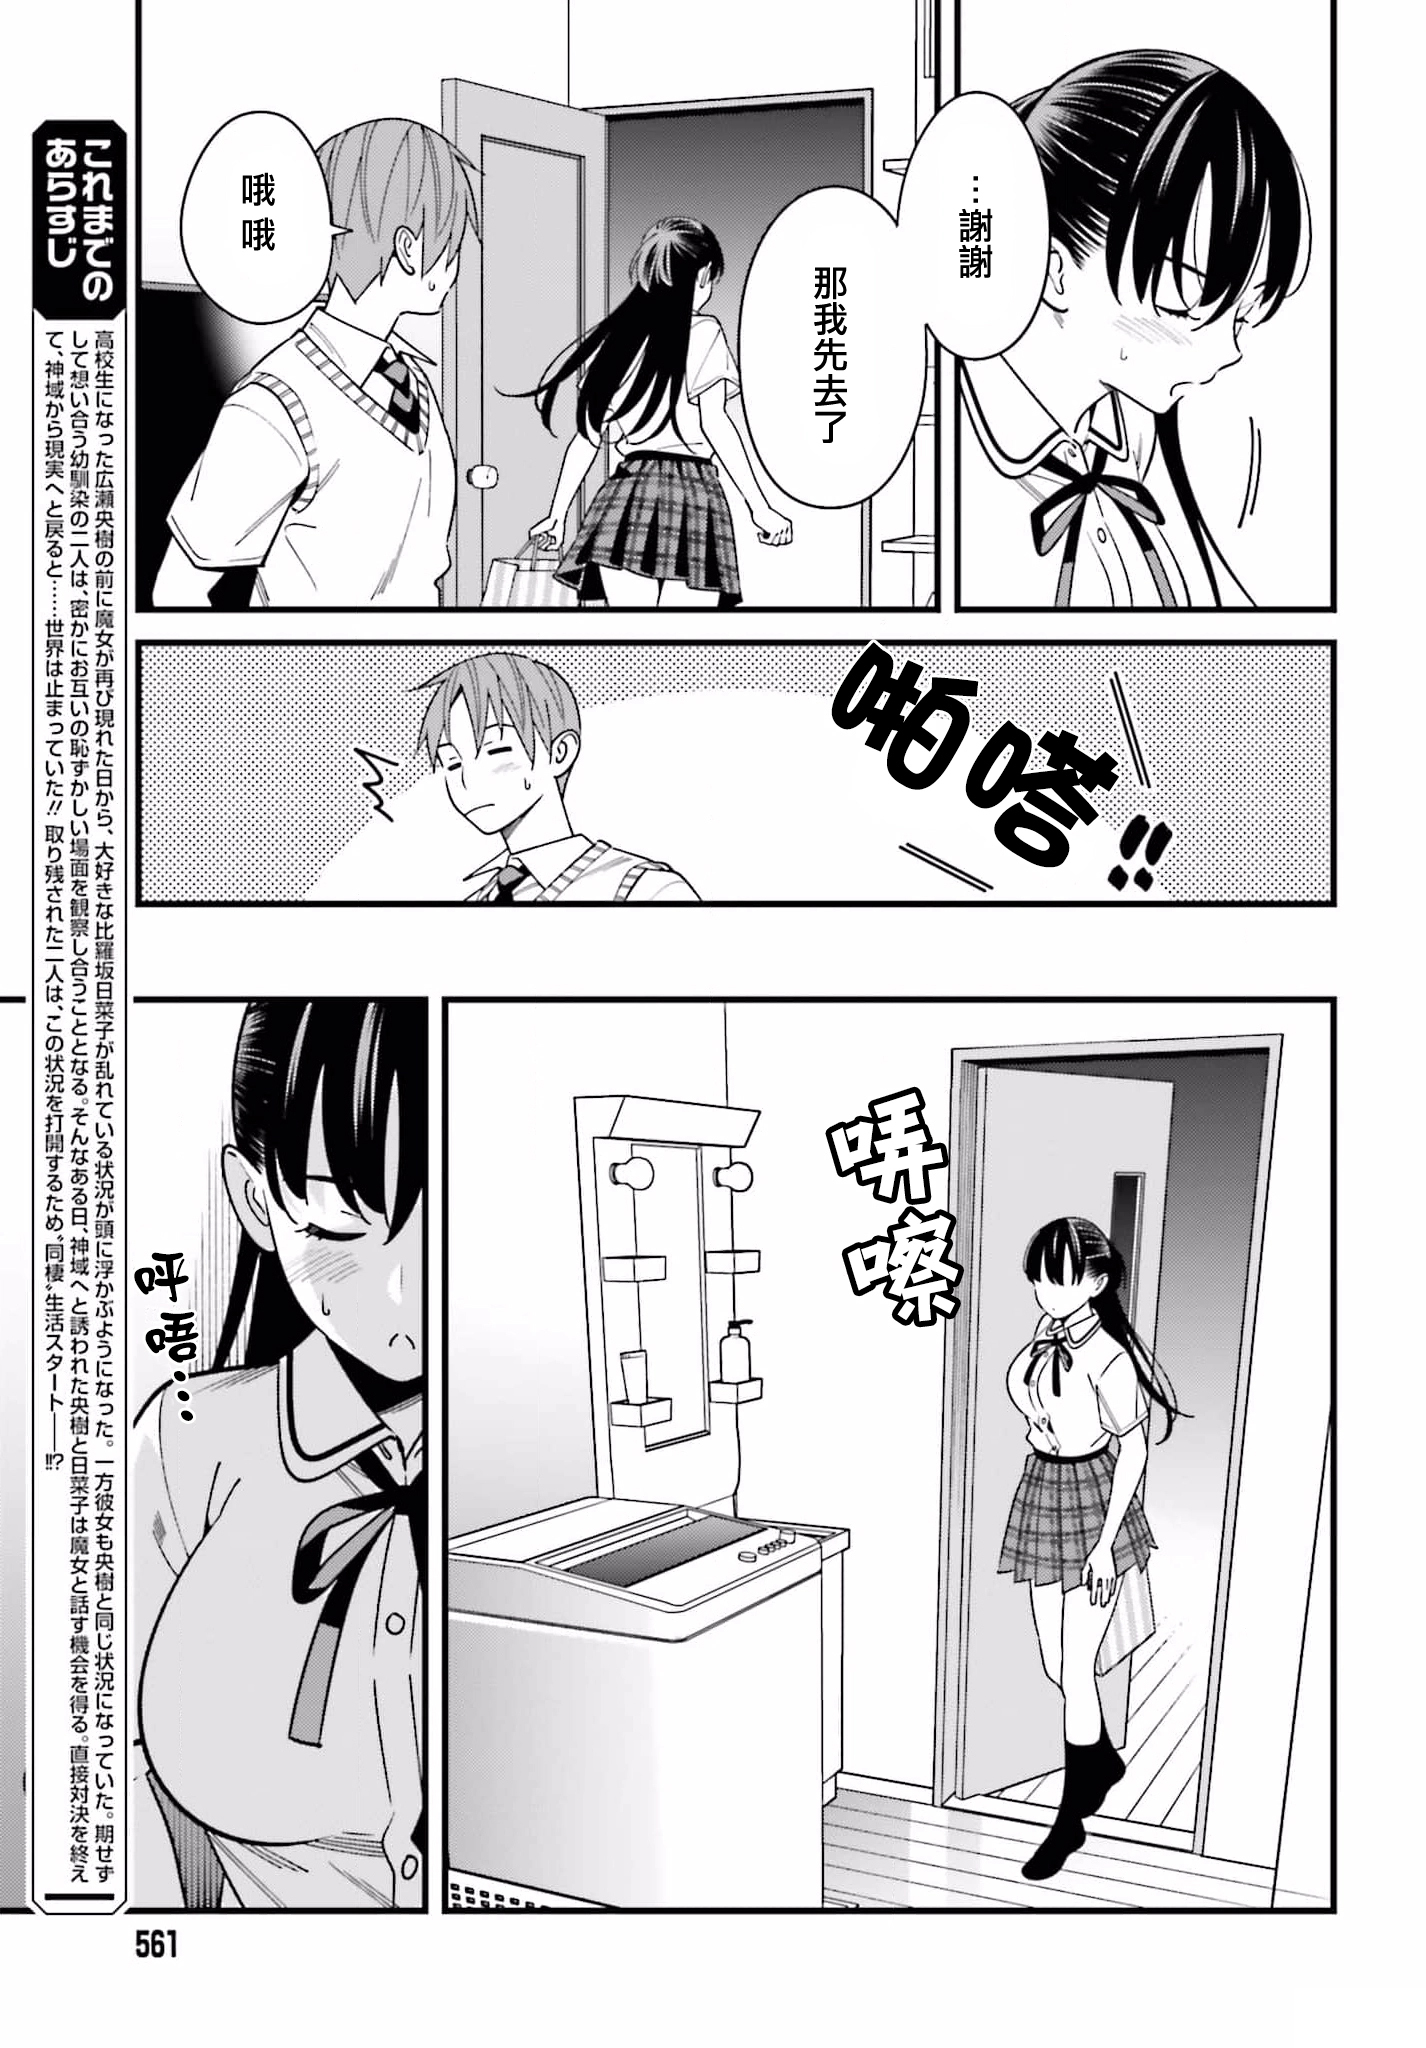 …謝謝
那我先去了
哦哦
啪嗒!!
哢嚓
呼唔…
これまでの
あらすじ
高校生になった広瀬央樹の前に魔女が再び現れた日から、大好きな比羅坂日菜子が乱れている状況が頭に浮かぶようになった。一方彼女も央樹と同じ状況になっていた。期せず
して想い合う幼馴染の二人は、密かにお互いの恥ずかしい場面を観察し合うこととなる。そんなある日、神域へと誘われた央樹と日菜子は魔女と話す機会を得る。直接対決を終え
て、神域から現実へと戻ると……世界は止まっていた!! 取り残された二人は、この状況を打開するため〝同棲〟生活スタート――!!?
561